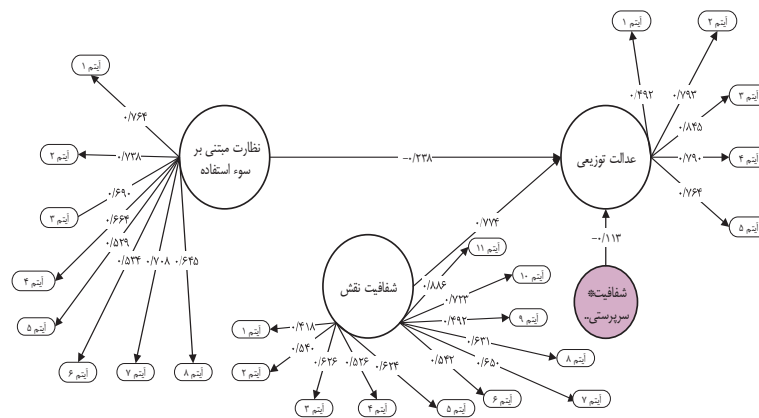 آیتم ۱
آیتم ۲
آیتم ۱
۰/۷۶۴
۰/۴۹۲
۰/۷۹۳
آیتم ۳
۰/۸۴۵
نظارت مبتنی بر
سوء استفاده
آیتم ۲
۰/۷۳۸
-۰/۲۳۸
عدالت توزیعی
۰/۷۹۰
آیتم ۴
۰/۶۹۰
آیتم ۳
۰/۶۶۴
۰/۷۶۴
آیتم ۵
۰/۵۲۹
۰/۵۳۴
۰/۷۰۸
۰/۶۴۵
۰/۷۷۴
-۰/۱۱۳
آیتم ۴
آیتم ۵
آیتم ۶
آیتم ۷
آیتم ۸
شفافیت نقش
آیتم ۱۱
۰/۸۸۶
آیتم ۱۰
۰/۷۲۳
آیتم ۹
۰/۴۹۲
شفافیت*
سرپرستی..
آیتم ۱
۰/۴۱۸
آیتم ۲
۰/۵۴۰
۰/۶۲۶
۰/۵۲۶
۰/۶۲۴
۰/۵۴۲
۰/۶۵۰
۰/۶۳۱
آیتم ۸
آیتم ۳
آیتم ۴
آیتم ۵
آیتم ۶
آیتم ۷